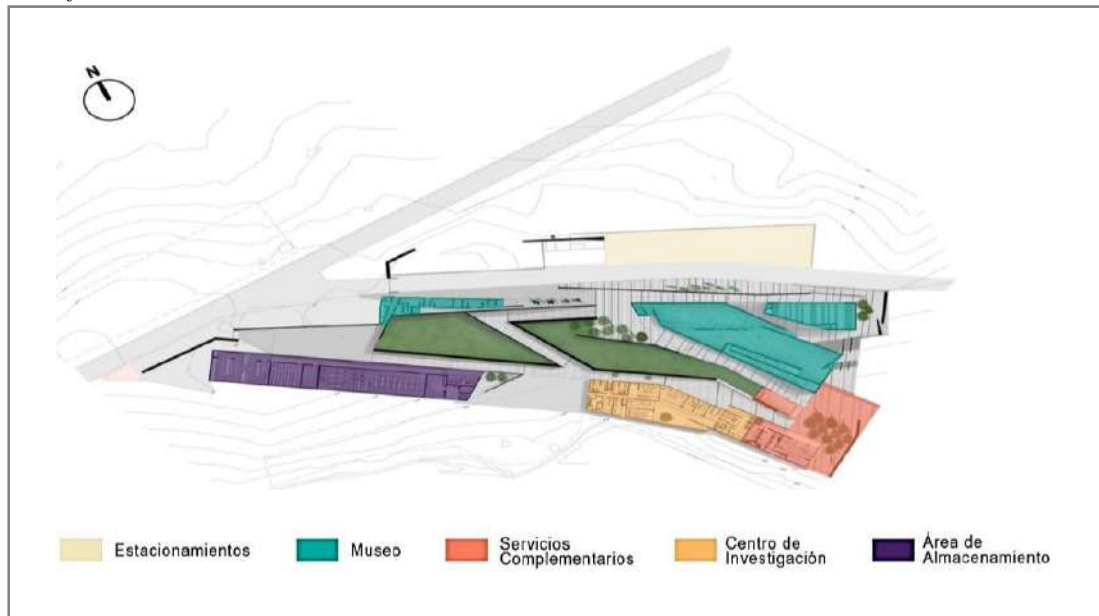 N
Estacionamientos
Museo
Servicios
Complementarios
Centro de
Investigación
Área de
Almacenamiento